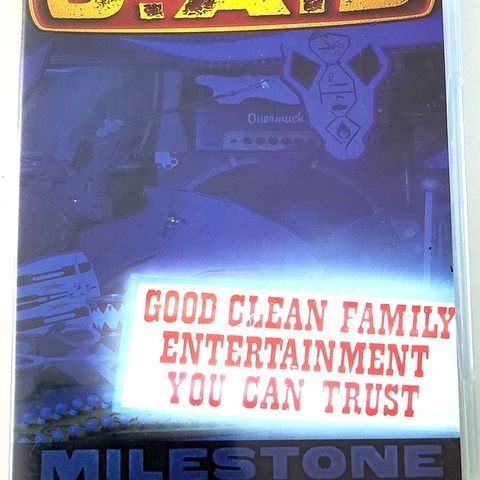 Overmuch
GOOD CLEAN FAMILY
ENTERTAINMENT
YOU CAN TRUST
MILESTONE